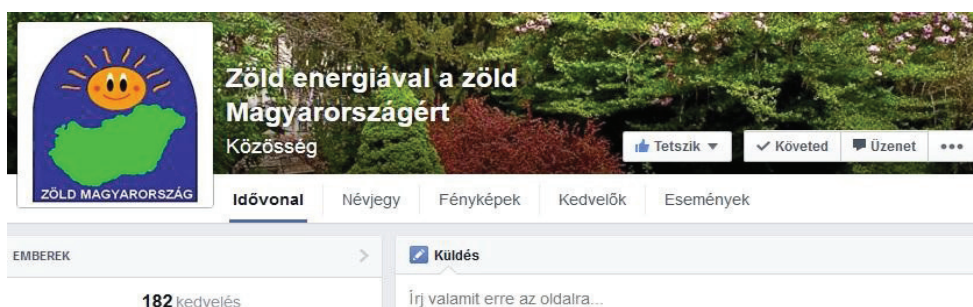 Zöld energiával a zöld
Magyarországért
Közösség
Tetszik
Követed
Üzenet
ZÖLD MAGYARORSZÁG
Idővonal
Névjegy
Fényképek
Kedvelők
Események
EMBEREK
182 kedvelés
Küldés
Írj valamit erre az oldalra...